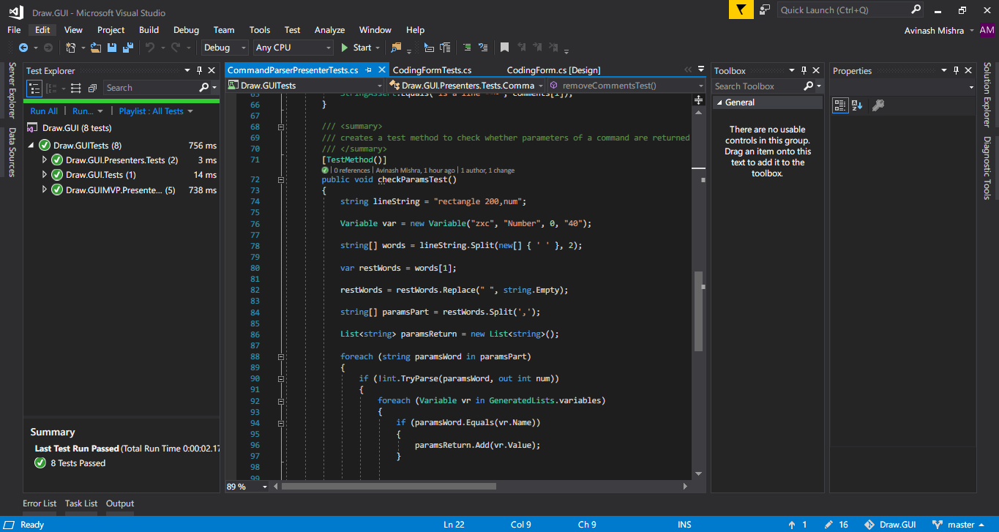 Draw.GUI - Microsoft Visual Studio
Quick Launch (Ctrl+Q)
File Edit View Project Build Debug Team Tools Test Analyze Window Help
Avinash Mishra AM
Debug Any CPU Start
Server Explorer
Data Sources
Test Explorer
Search
Run All | Run... | Playlist : All Tests
Draw.GUI (8 tests)
Draw.GUITests (8) 756 ms
Draw.GUI.Presenters.Tests (2) 3 ms
Draw.GUI.Tests (1) 14 ms
Draw.GUIMVP.Presente... (5) 738 ms
Summary
Last Test Run Passed (Total Run Time 0:00:02.17
8 Tests Passed
CommandParserPresenterTests.cs CodingFormTests.cs CodingForm.cs [Design]
Draw.GUITests Draw.GUI.Presenters.Tests.Comma removeCommentsTest()
66 }
67
68 /// <summary>
69 /// creates a test method to check whether parameters of a command are returned
70 /// </summary>
71 [TestMethod()]
0 references | Avinash Mishra, 1 hour ago | 1 author, 1 change
72 public void checkParamsTest()
73 {
74 string lineString = "rectangle 200,num";
75
76 Variable var = new Variable("zxc", "Number", 0, "40");
77
78 string[] words = lineString.Split(new[] { ' ' }, 2);
79
80 var restWords = words[1];
81
82 restWords = restWords.Replace(" ", string.Empty);
83
84 string[] paramsPart = restWords.Split(',');
85
86 List<string> paramsReturn = new List<string>();
87
88 foreach (string paramsWord in paramsPart)
89 {
90 if (!int.TryParse(paramsWord, out int num))
91 {
92 foreach (Variable vr in GeneratedLists.variables)
93 {
94 if (paramsWord.Equals(vr.Name))
95 {
96 paramsReturn.Add(vr.Value);
97 }
98
99
89 %
Toolbox
Search Toolbox
General
There are no usable
controls in this group.
Drag an item onto this
text to add it to the
toolbox.
Properties
Solution Explorer
Diagnostic Tools
Error List Task List Output
Ready Ln 22 Col 9 Ch 9 INS 1 16 Draw.GUI master